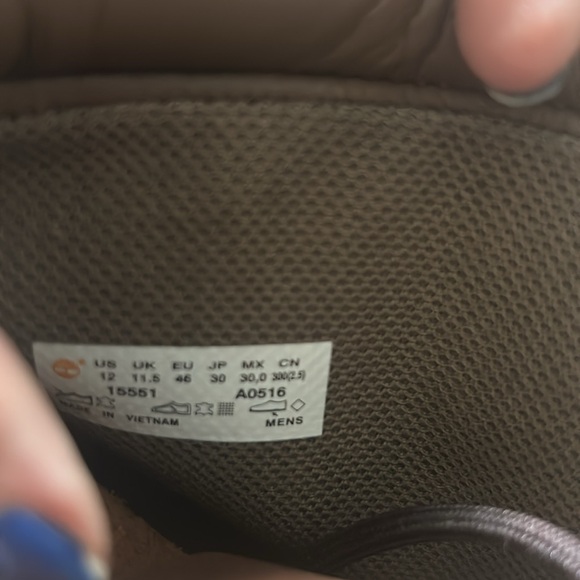 US UK EU JP MX CN
12 11.5 46 30 30.0 300(2.5)
15551 A0516
MADE IN VIETNAM MENS